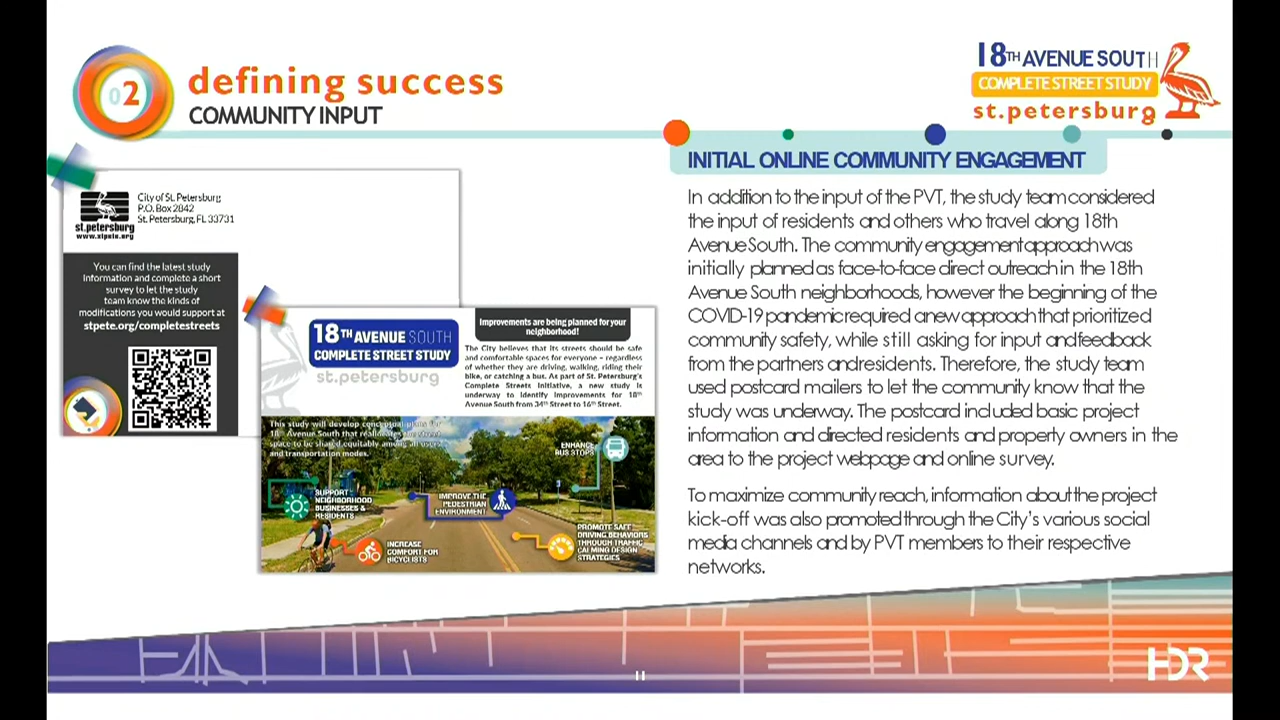 02
defining success
COMMUNITY INPUT
18TH AVENUE SOUTH
COMPLETE STREET STUDY
st.petersburg
INITIAL ONLINE COMMUNITY ENGAGEMENT
In addition to the input of the PVT, the study team considered
the input of residents and others who travel along 18th
Avenue South. The community engagement approach was
initially planned as face-to-face direct outreach in the 18th
Avenue South neighborhoods, however the beginning of the
COVID-19 pandemic required a new approach that prioritized
community safety, while still asking for input and feedback
from the partners and residents. Therefore, the study team
used postcard mailers to let the community know that the
study was underway. The postcard included basic project
information and directed residents and property owners in the
area to the project webpage and online survey.
To maximize community reach, information about the project
kick-off was also promoted through the City's various social
media channels and by PVT members to their respective
networks.
st.petersburg
www.stpete.org
City of St. Petersburg
P.O. Box 2842
St. Petersburg, FL 33731
You can find the latest study
information and complete a short
survey to let the study
team know the kinds of
modifications you would support at
stpete.org/completestreets
18TH AVENUE SOUTH
COMPLETE STREET STUDY
st.petersburg
Improvements are being planned for your
neighborhood!
The City believes that its streets should be safe
and comfortable spaces for everyone – regardless
of whether they are driving, walking, riding their
bike, or catching a bus. As part of St. Petersburg's
Complete Streets Initiative, a new study is
underway to identify improvements for 18th
Avenue South from 34th Street to 16th Street.
This study will develop conceptual plans for
18th Avenue South that reallocates the street
space to be shared equitably among all users
and transportation modes.
ENHANCE
BUS STOPS
SUPPORT
NEIGHBORHOOD
BUSINESSES &
RESIDENTS
IMPROVE THE
PEDESTRIAN
ENVIRONMENT
INCREASE
COMFORT FOR
BICYCLISTS
PROMOTE SAFE
DRIVING BEHAVIORS
THROUGH TRAFFIC
CALMING DESIGN
STRATEGIES
11
HDR